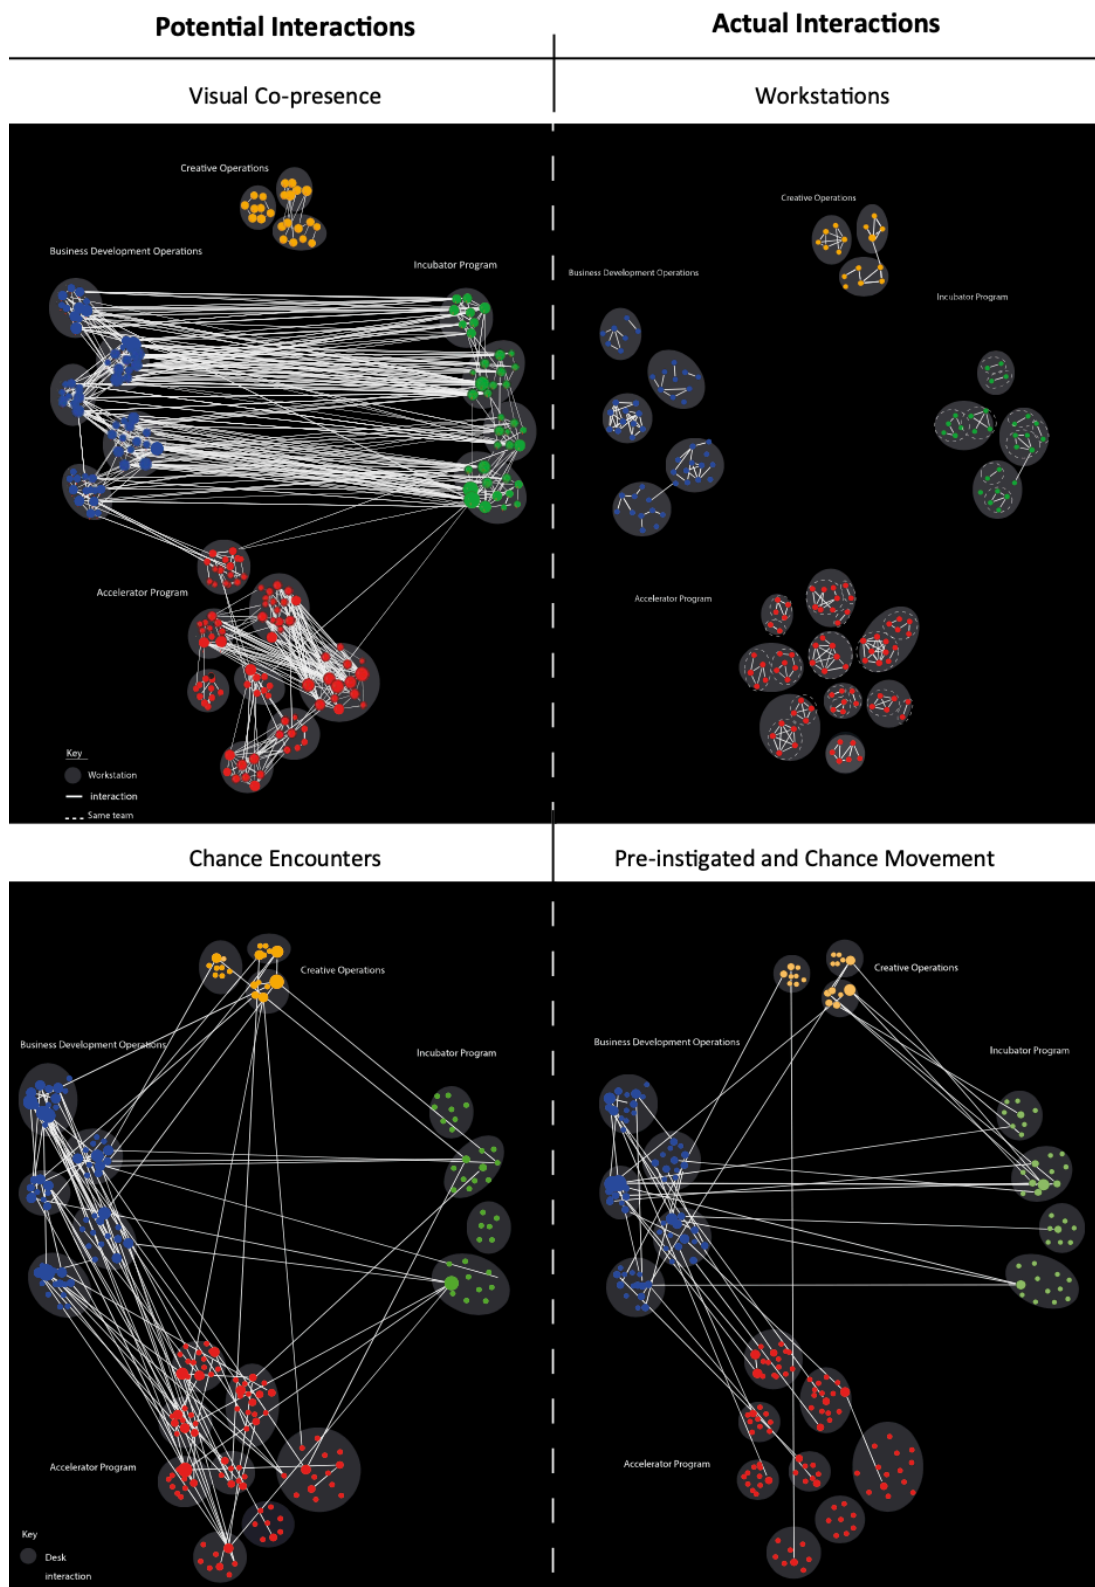 Potential Interactions
Actual Interactions
Visual Co-presence
Workstations
Creative Operations
Business Development Operations
Incubator Program
Accelerator Program
Key
Workstation
interaction
Same team
Creative Operations
Business Development Operations
Incubator Program
Accelerator Program
Chance Encounters
Pre-instigated and Chance Movement
Creative Operations
Business Development Operations
Incubator Program
Accelerator Program
Key
Desk
interaction
Creative Operations
Business Development Operations
Incubator Program
Accelerator Program